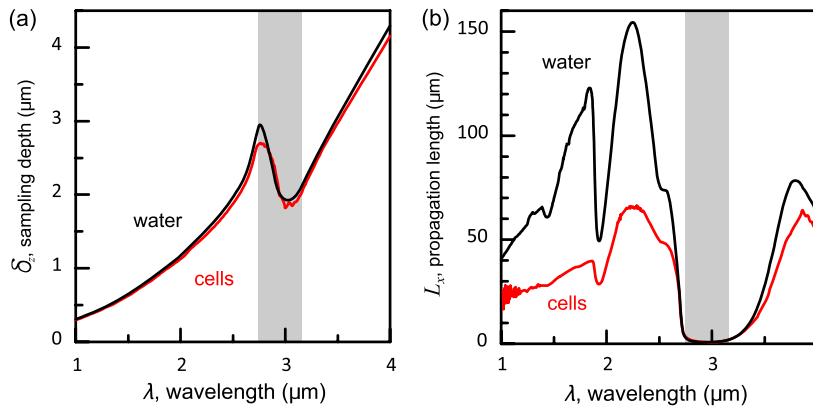 (a)
4
3
2
1
0
δz, sampling depth (µm)
water
cells
1
2
3
4
λ, wavelength (µm)
(b)
150
100
50
0
Lx, propagation length (µm)
water
cells
1
2
3
λ, wavelength (µm)